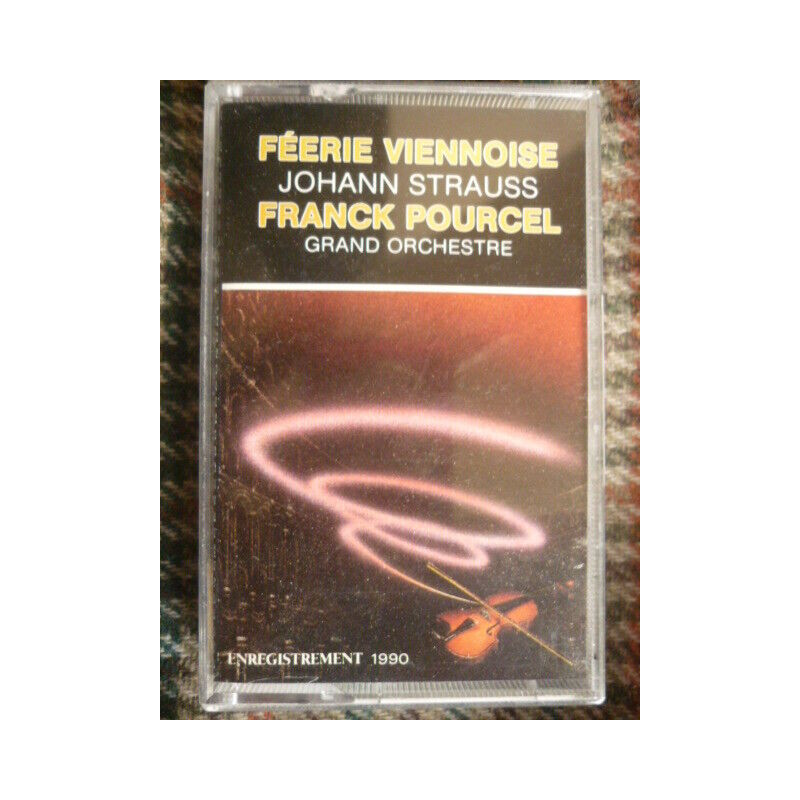 FÉERIE VIENNOISE
JOHANN STRAUSS
FRANCK POURCEL
GRAND ORCHESTRE
ENREGISTREMENT 1990